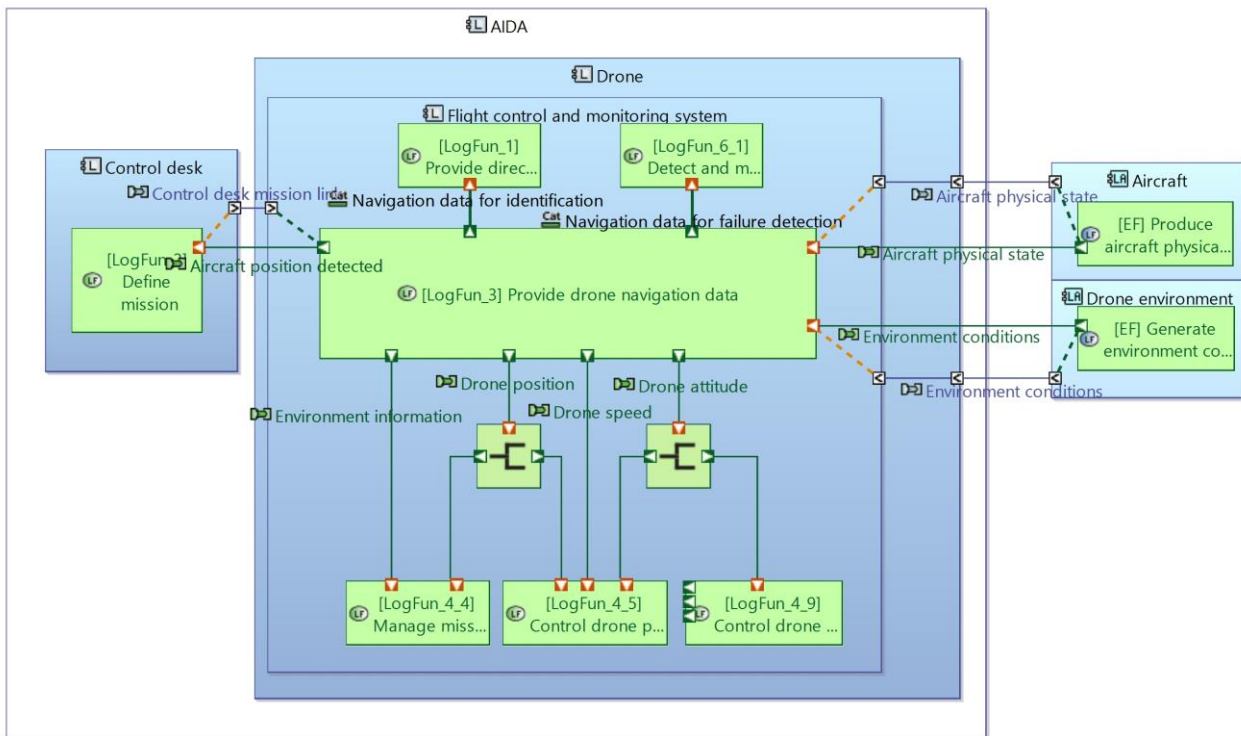 AIDA
Drone
Flight control and monitoring system
[LogFun_1]
Provide direc...
[LogFun_6_1]
Detect and m...
Control desk
Control desk mission link
Navigation data for identification
Navigation data for failure detection
Aircraft
Aircraft physical state
[EF] Produce
aircraft physica...
Aircraft physical state
Define
mission
Aircraft position detected
[LogFun_3] Provide drone navigation data
Drone environment
[EF] Generate
environment co...
Environment conditions
Environment conditions
Drone position
Drone attitude
Environment information
Drone speed
[LogFun_4_4]
Manage miss...
[LogFun_4_5]
Control drone p...
[LogFun_4_9]
Control drone ...